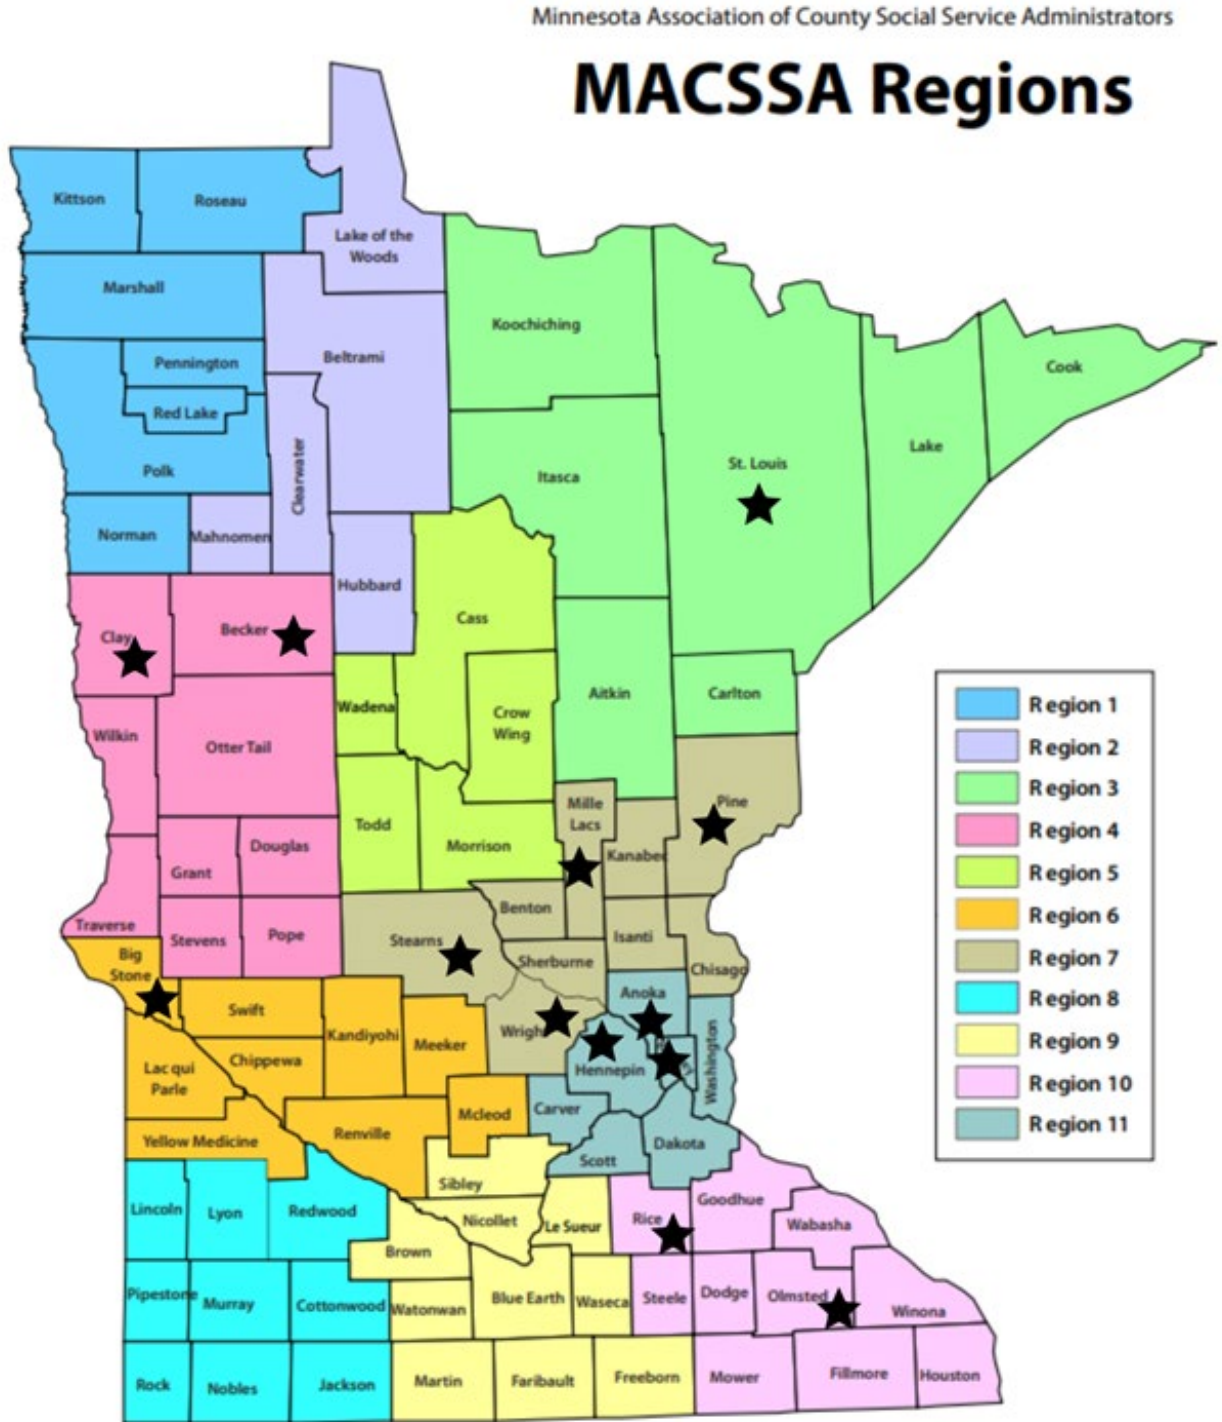 Minnesota Association of County Social Service Administrators
MACSSA Regions
Kittson
Roseau
Lake of the
Woods
Marshall
Koochiching
Pennington
Beltrami
Cook
Red Lake
Polk
Clearwater
Itasca
St. Louis
Lake
Norman
Mahnomen
Hubbard
Cass
Clay
Becker
Wadena
Aitkin
Carlton
Crow
Wing
Wilkin
Otter Tail
Region 1
Region 2
Region 3
Region 4
Region 5
Region 6
Region 7
Region 8
Region 9
Region 10
Region 11
Mille
Lacs
Pine
Todd
Morrison
Douglas
Kanabec
Grant
Traverse
Stevens
Pope
Benton
Stearns
Isanti
Sherburne
Chisago
Big
Stone
Swift
Anoka
Kandiyohi
Wright
Meeker
Washington
Lac qui
Parle
Chippewa
Hennepin
Mcleod
Carver
Yellow Medicine
Renville
Dakota
Scott
Sibley
Lincoln
Lyon
Redwood
Nicollet
Le Sueur
Rice
Goodhue
Wabasha
Brown
Pipestone
Murray
Cottonwood
Watonwan
Blue Earth
Waseca
Steele
Dodge
Olmsted
Winona
Rock
Nobles
Jackson
Martin
Faribault
Freeborn
Mower
Fillmore
Houston